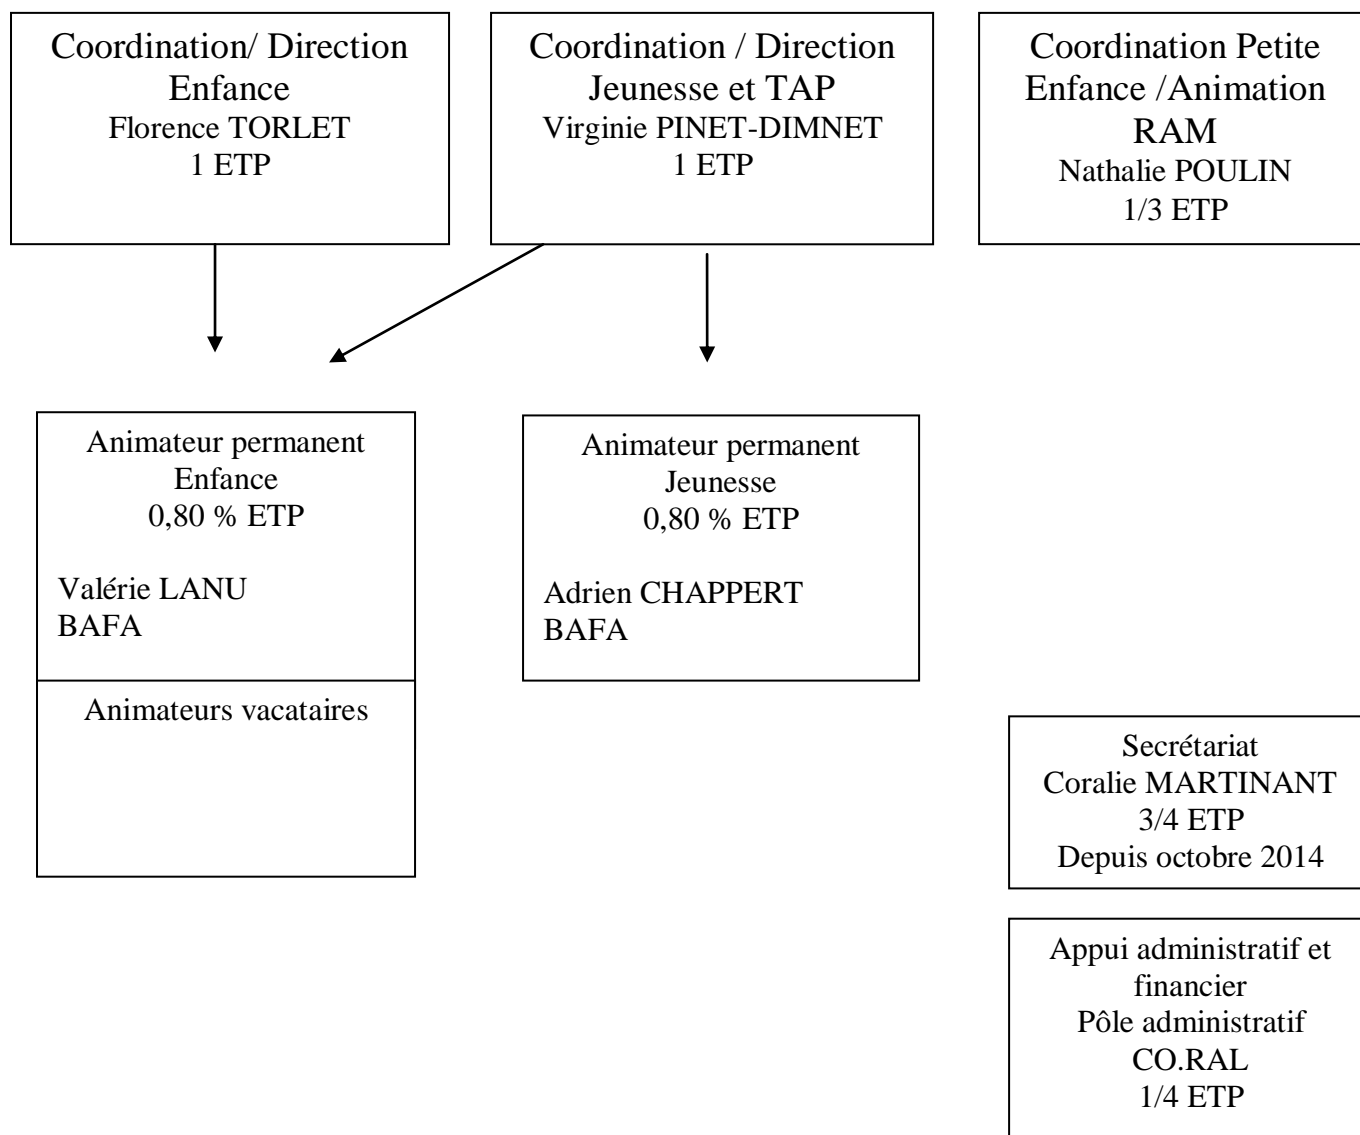 Coordination/ Direction
Enfance
Florence TORLET
1 ETP
Coordination / Direction
Jeunesse et TAP
Virginie PINET-DIMNET
1 ETP
Coordination Petite
Enfance /Animation
RAM
Nathalie POULIN
1/3 ETP
Animateur permanent
Enfance
0,80 % ETP
Valérie LANU
BAFA
Animateur permanent
Jeunesse
0,80 % ETP
Adrien CHAPPERT
BAFA
Animateurs vacataires
Secrétariat
Coralie MARTINANT
3/4 ETP
Depuis octobre 2014
Appui administratif et
financier
Pôle administratif
CO.RAL
1/4 ETP